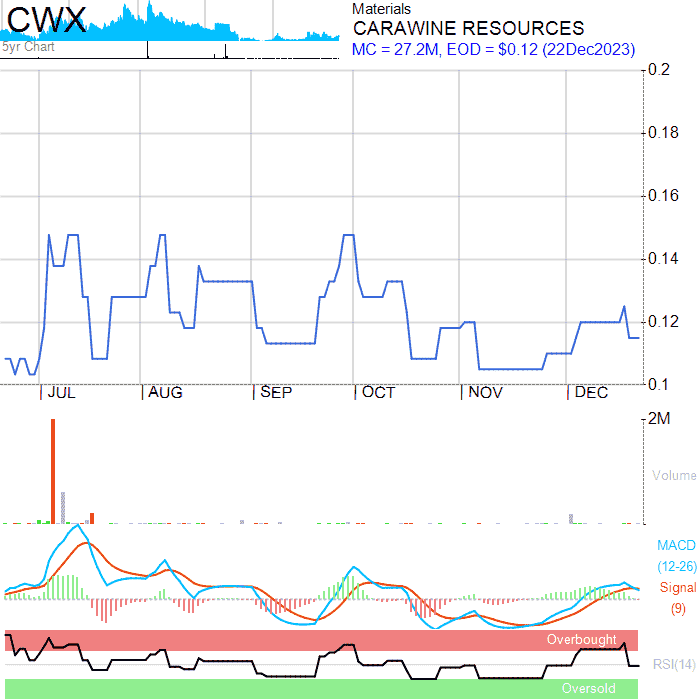 CWX
5yr Chart
Materials
CARAWINE RESOURCES
MC = 27.2M, EOD = $0.12 (22Dec2023)
0.2
0.18
0.16
0.14
0.12
0.1
JUL AUG SEP OCT NOV DEC
2M
Volume
MACD
(12-26)
Signal
(9)
Overbought
RSI(14)
Oversold